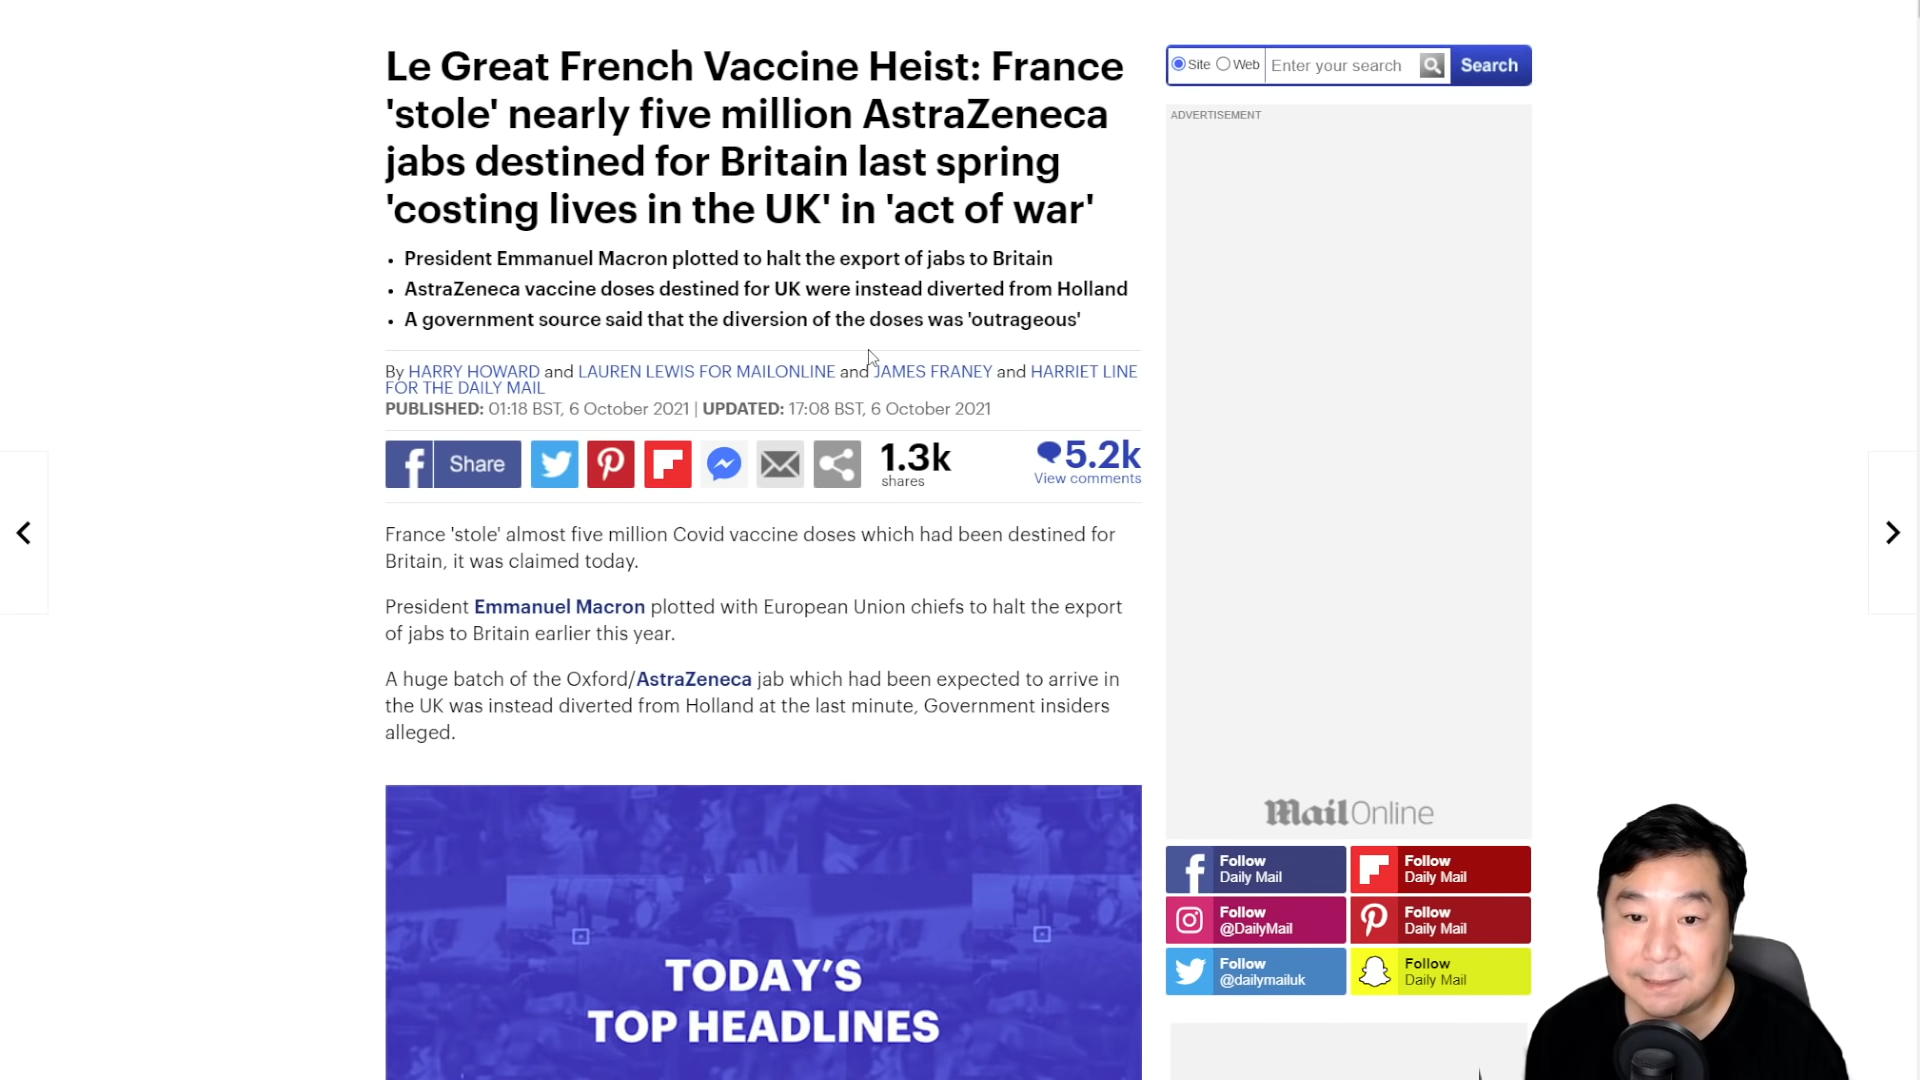 Le Great French Vaccine Heist: France
'stole' nearly five million AstraZeneca
jabs destined for Britain last spring
'costing lives in the UK' in 'act of war'
• President Emmanuel Macron plotted to halt the export of jabs to Britain
• AstraZeneca vaccine doses destined for UK were instead diverted from Holland
• A government source said that the diversion of the doses was 'outrageous'
By HARRY HOWARD and LAUREN LEWIS FOR MAILONLINE and JAMES FRANEY and HARRIET LINE
FOR THE DAILY MAIL
PUBLISHED: 01:18 BST, 6 October 2021 | UPDATED: 17:08 BST, 6 October 2021
Share
1.3k
shares
5.2k
View comments
France 'stole' almost five million Covid vaccine doses which had been destined for
Britain, it was claimed today.
President Emmanuel Macron plotted with European Union chiefs to halt the export
of jabs to Britain earlier this year.
A huge batch of the Oxford/AstraZeneca jab which had been expected to arrive in
the UK was instead diverted from Holland at the last minute, Government insiders
alleged.
TODAY'S
TOP HEADLINES
Site Web Enter your search Search
ADVERTISEMENT
MailOnline
Follow
Daily Mail
Follow
Daily Mail
Follow
@DailyMail
Follow
Daily Mail
Follow
@dailymailuk
Follow
Daily Mail